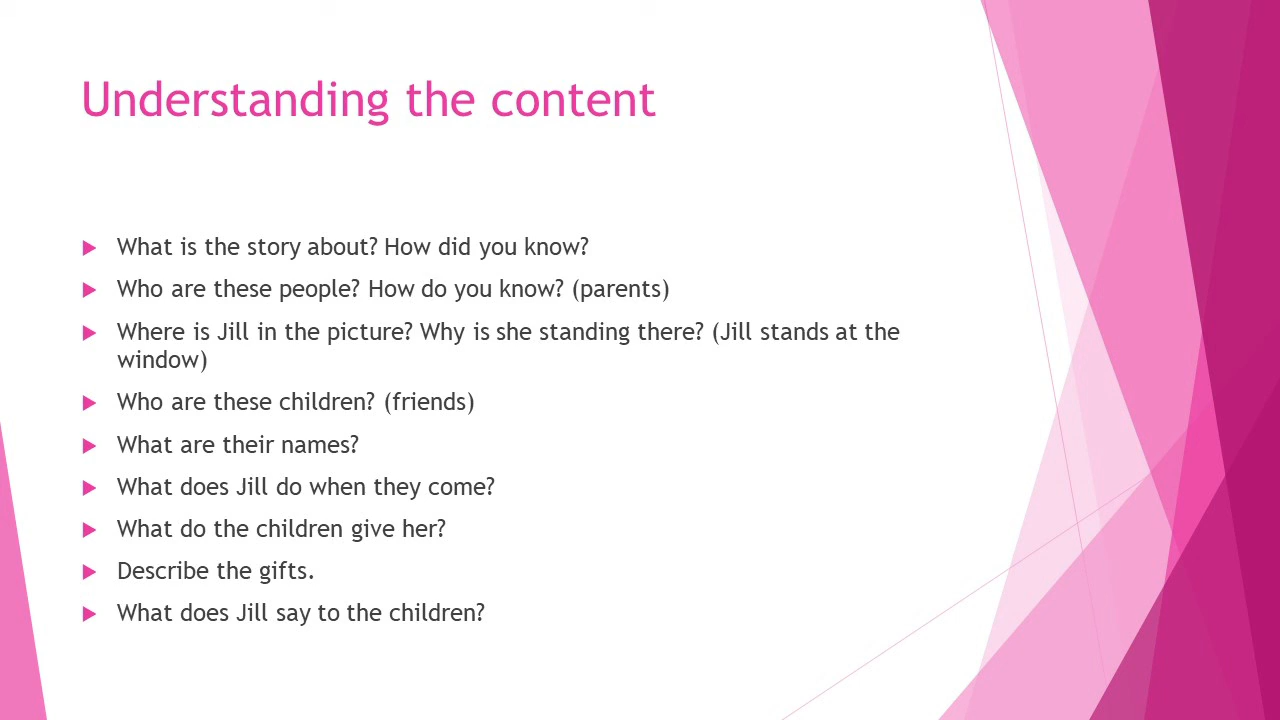 Understanding the content
What is the story about? How did you know?
Who are these people? How do you know? (parents)
Where is Jill in the picture? Why is she standing there? (Jill stands at the
window)
Who are these children? (friends)
What are their names?
What does Jill do when they come?
What do the children give her?
Describe the gifts.
What does Jill say to the children?